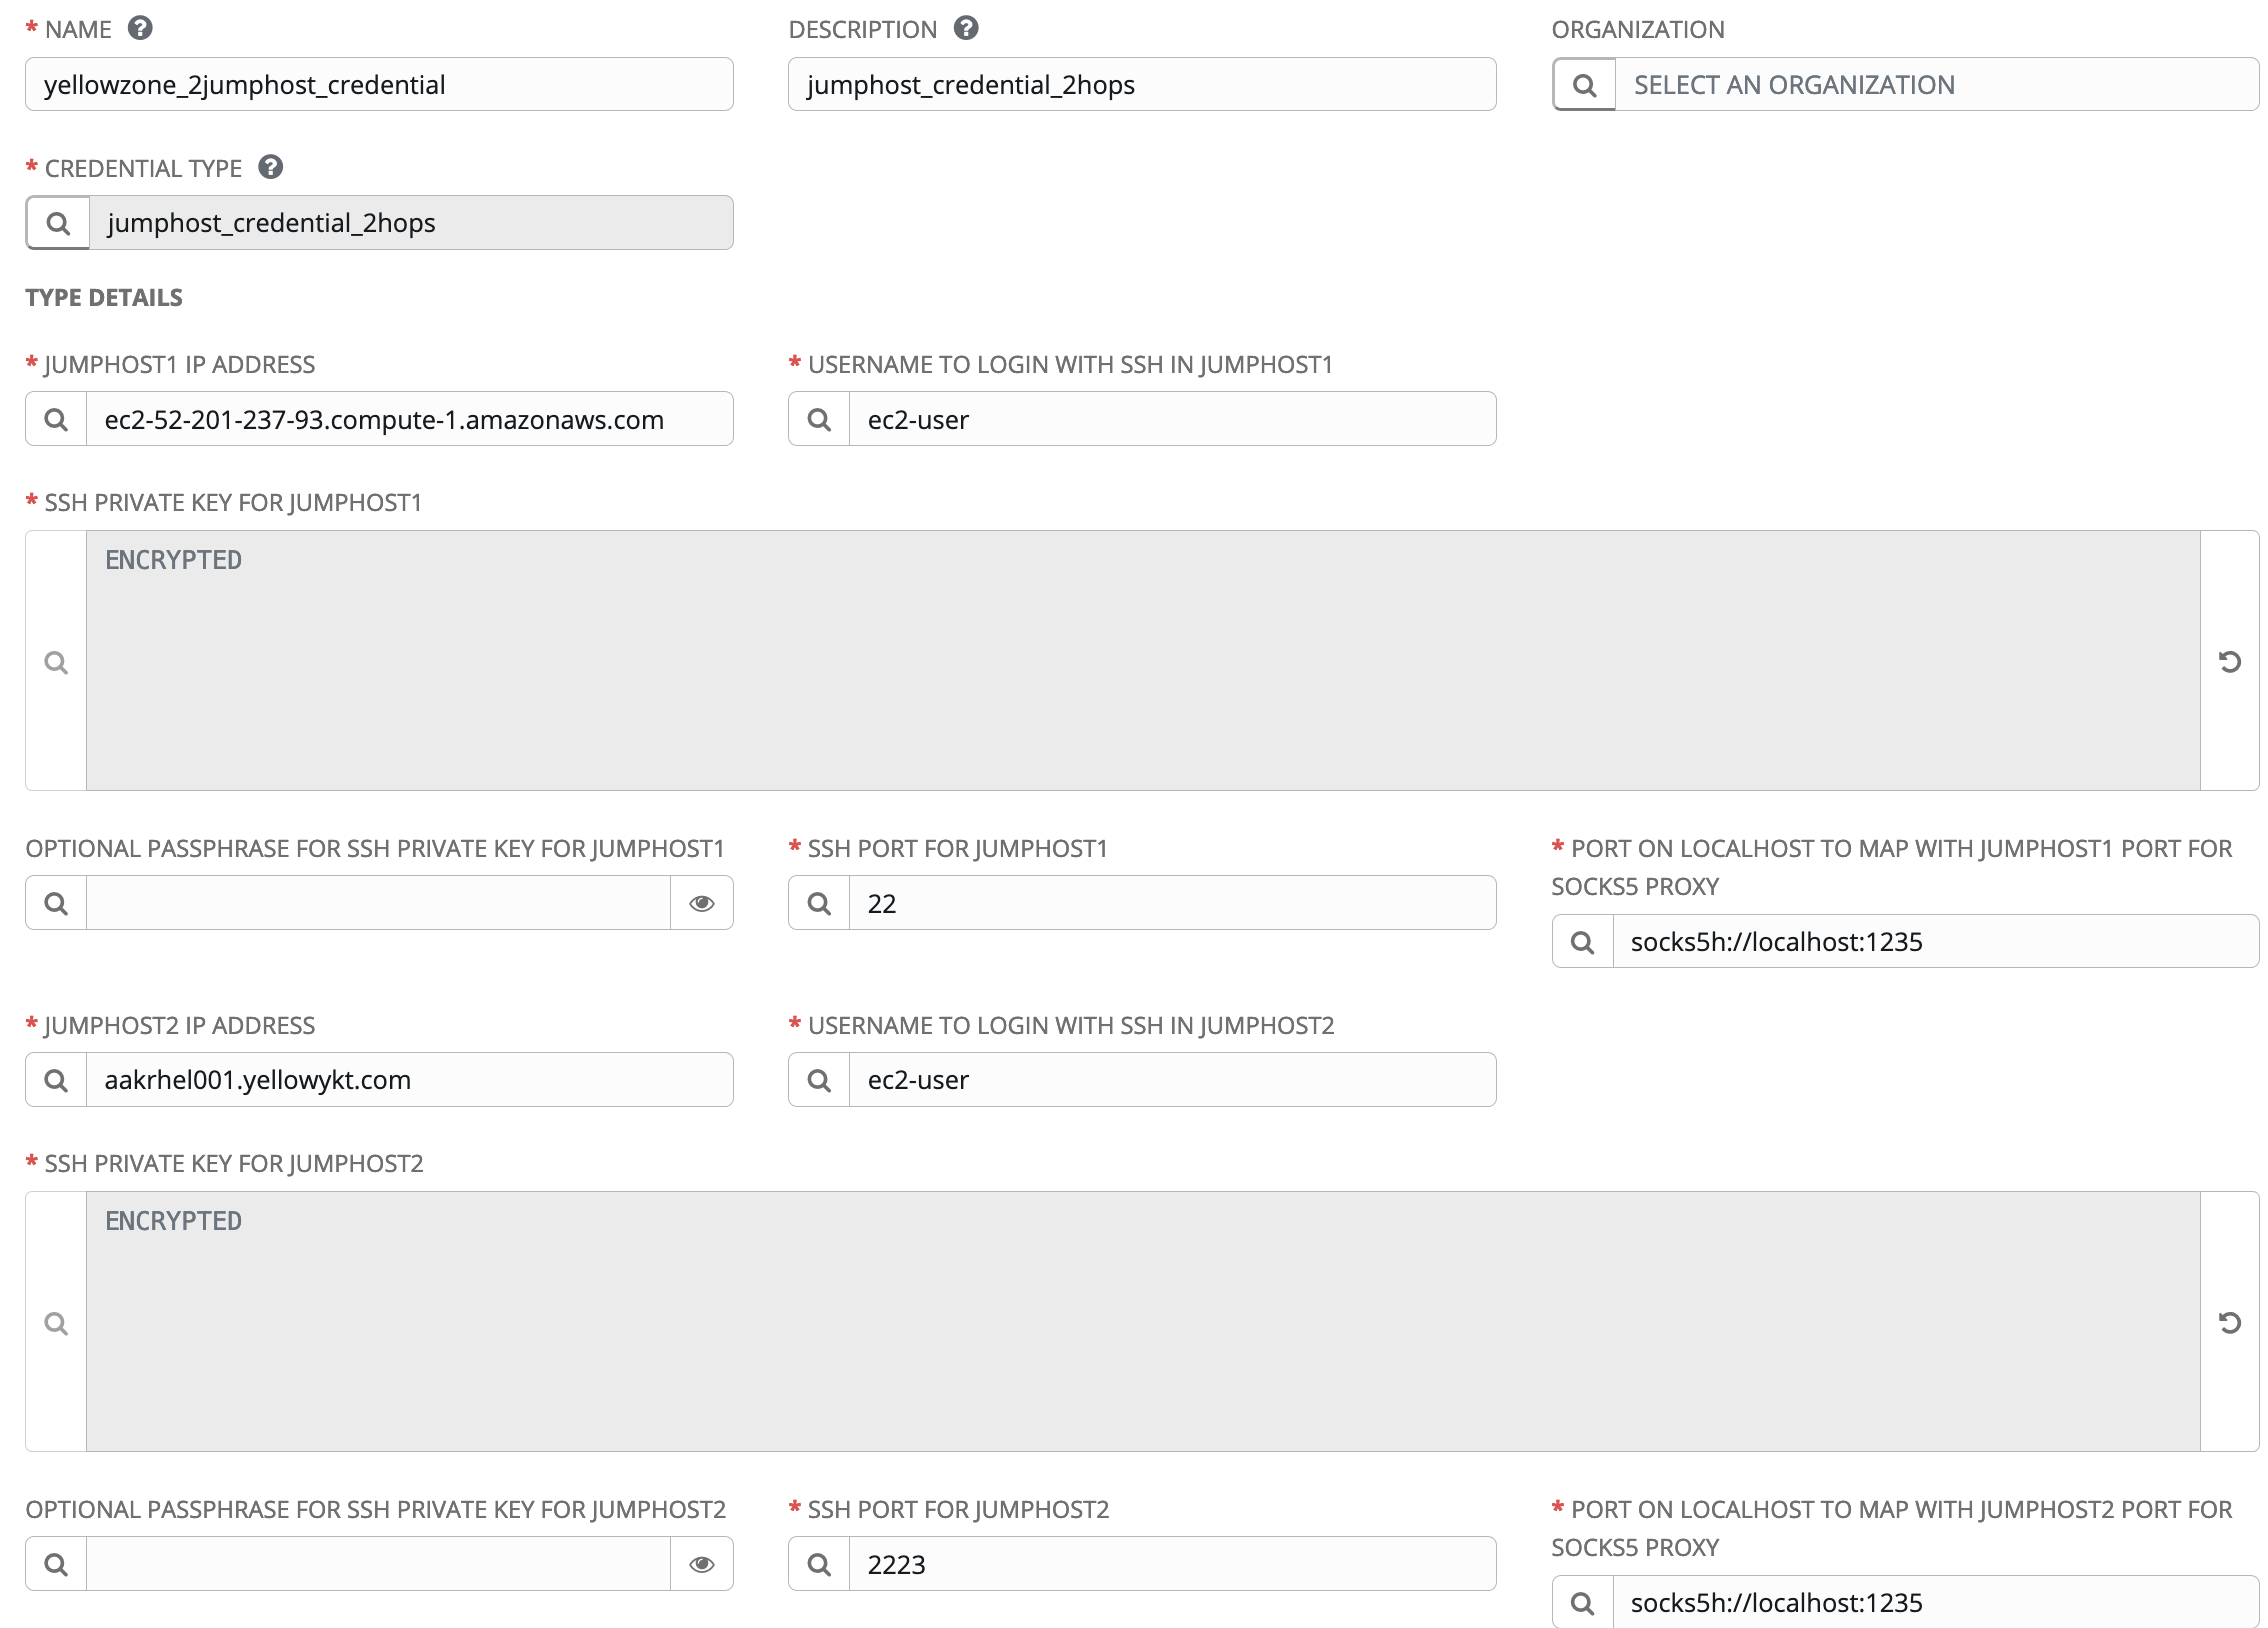 * NAME ?
yellowzone_2jumphost_credential
DESCRIPTION ?
jumphost_credential_2hops
ORGANIZATION
SELECT AN ORGANIZATION
* CREDENTIAL TYPE ?
jumphost_credential_2hops
TYPE DETAILS
* JUMPHOST1 IP ADDRESS
ec2-52-201-237-93.compute-1.amazonaws.com
* USERNAME TO LOGIN WITH SSH IN JUMPHOST1
ec2-user
* SSH PRIVATE KEY FOR JUMPHOST1
ENCRYPTED
OPTIONAL PASSPHRASE FOR SSH PRIVATE KEY FOR JUMPHOST1
* SSH PORT FOR JUMPHOST1
22
* PORT ON LOCALHOST TO MAP WITH JUMPHOST1 PORT FOR
SOCKS5 PROXY
socks5h://localhost:1235
* JUMPHOST2 IP ADDRESS
aakrhel001.yellowykt.com
* USERNAME TO LOGIN WITH SSH IN JUMPHOST2
ec2-user
* SSH PRIVATE KEY FOR JUMPHOST2
ENCRYPTED
OPTIONAL PASSPHRASE FOR SSH PRIVATE KEY FOR JUMPHOST2
* SSH PORT FOR JUMPHOST2
2223
* PORT ON LOCALHOST TO MAP WITH JUMPHOST2 PORT FOR
SOCKS5 PROXY
socks5h://localhost:1235